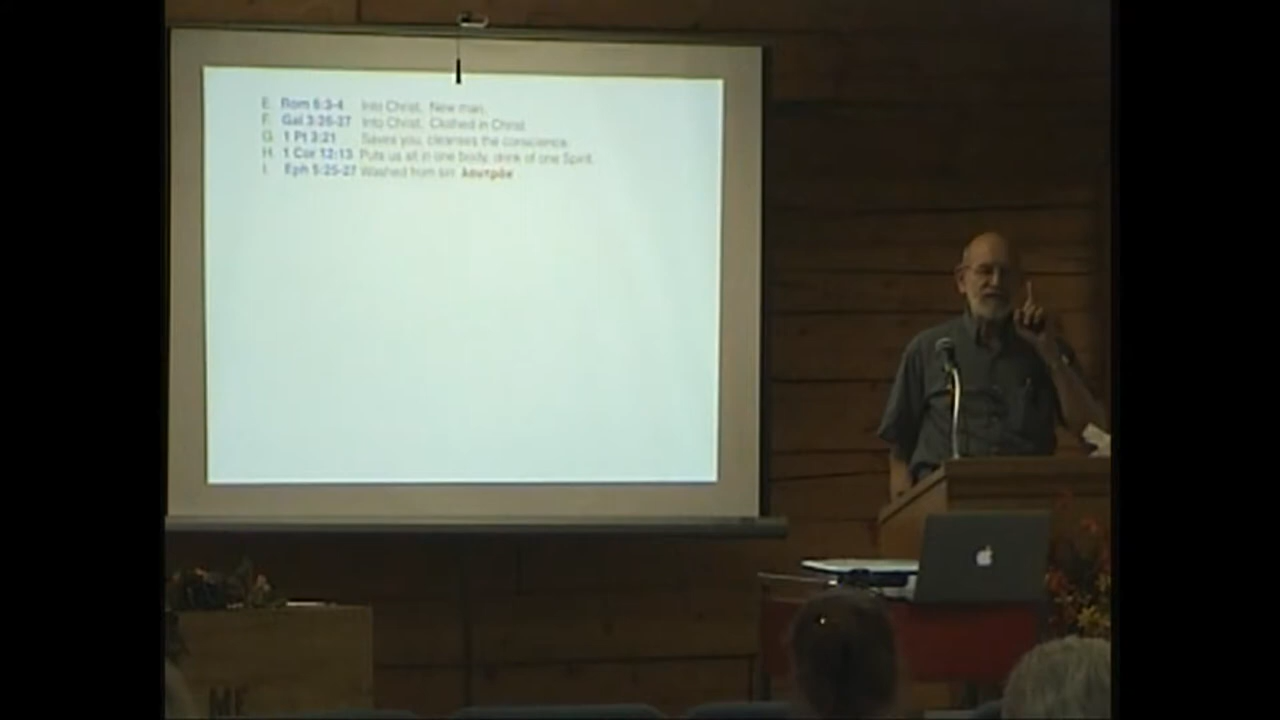 E. Rom 6:3-4 Into Christ, New man.
F. Gal 3:26-27 Into Christ, Clothed in Christ
G. 1 Pt 3:21 Saves you, cleanses the conscience.
H. 1 Cor 12:13 Puts us all in one body, drink of one Spirit.
I. Eph 5:25-27 Washed from sin
ME